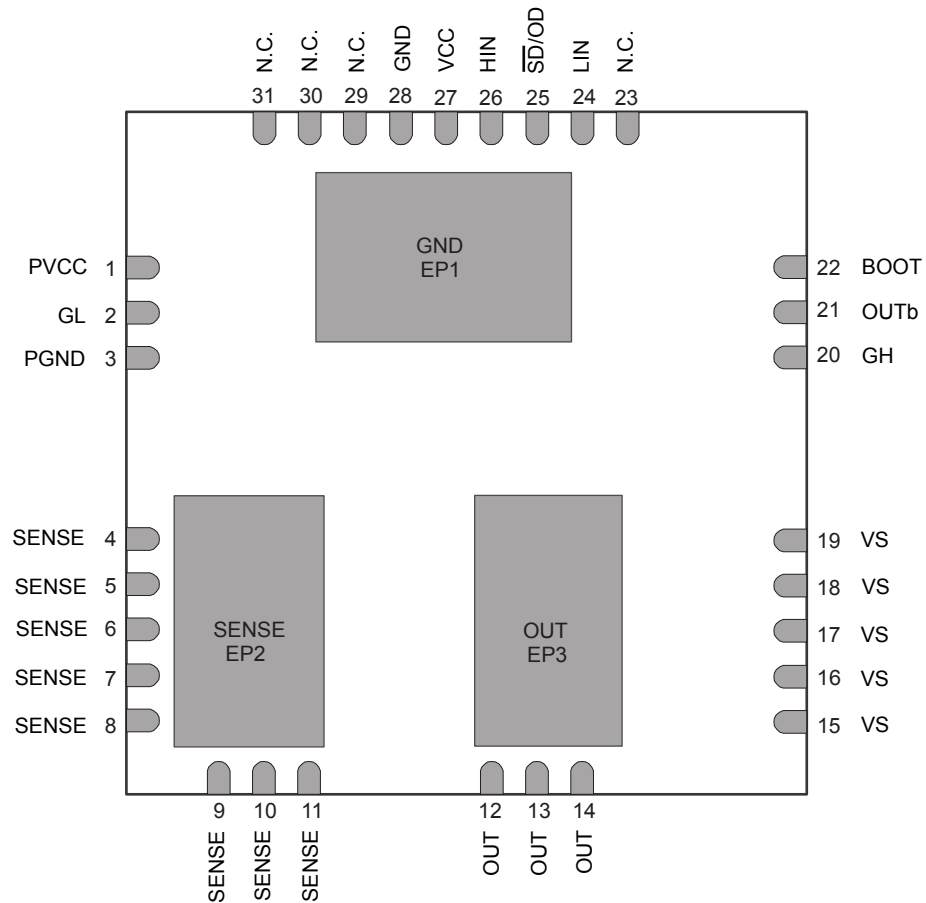 N.C.
N.C.
N.C.
GND
VCC
HIN
S̅D̅/OD
LIN
N.C.
31 30 29 28 27 26 25 24 23
GND
EP1
PVCC 1
GL 2
PGND 3
22 BOOT
21 OUTb
20 GH
SENSE 4
SENSE 5
SENSE 6
SENSE 7
SENSE 8
SENSE
EP2
OUT
EP3
19 VS
18 VS
17 VS
16 VS
15 VS
9 10 11 12 13 14
SENSE
SENSE
SENSE
OUT
OUT
OUT